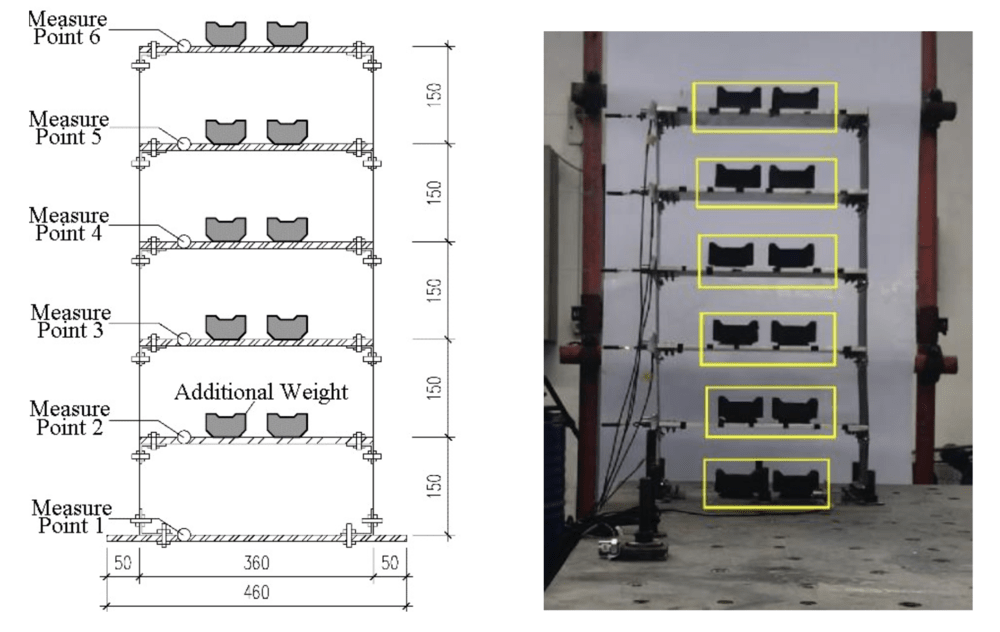 Measure
Point 6
Measure
Point 5
Measure
Point 4
Measure
Point 3
Additional Weight
Measure
Point 2
Measure
Point 1
150
150
150
150
150
50
360
50
460